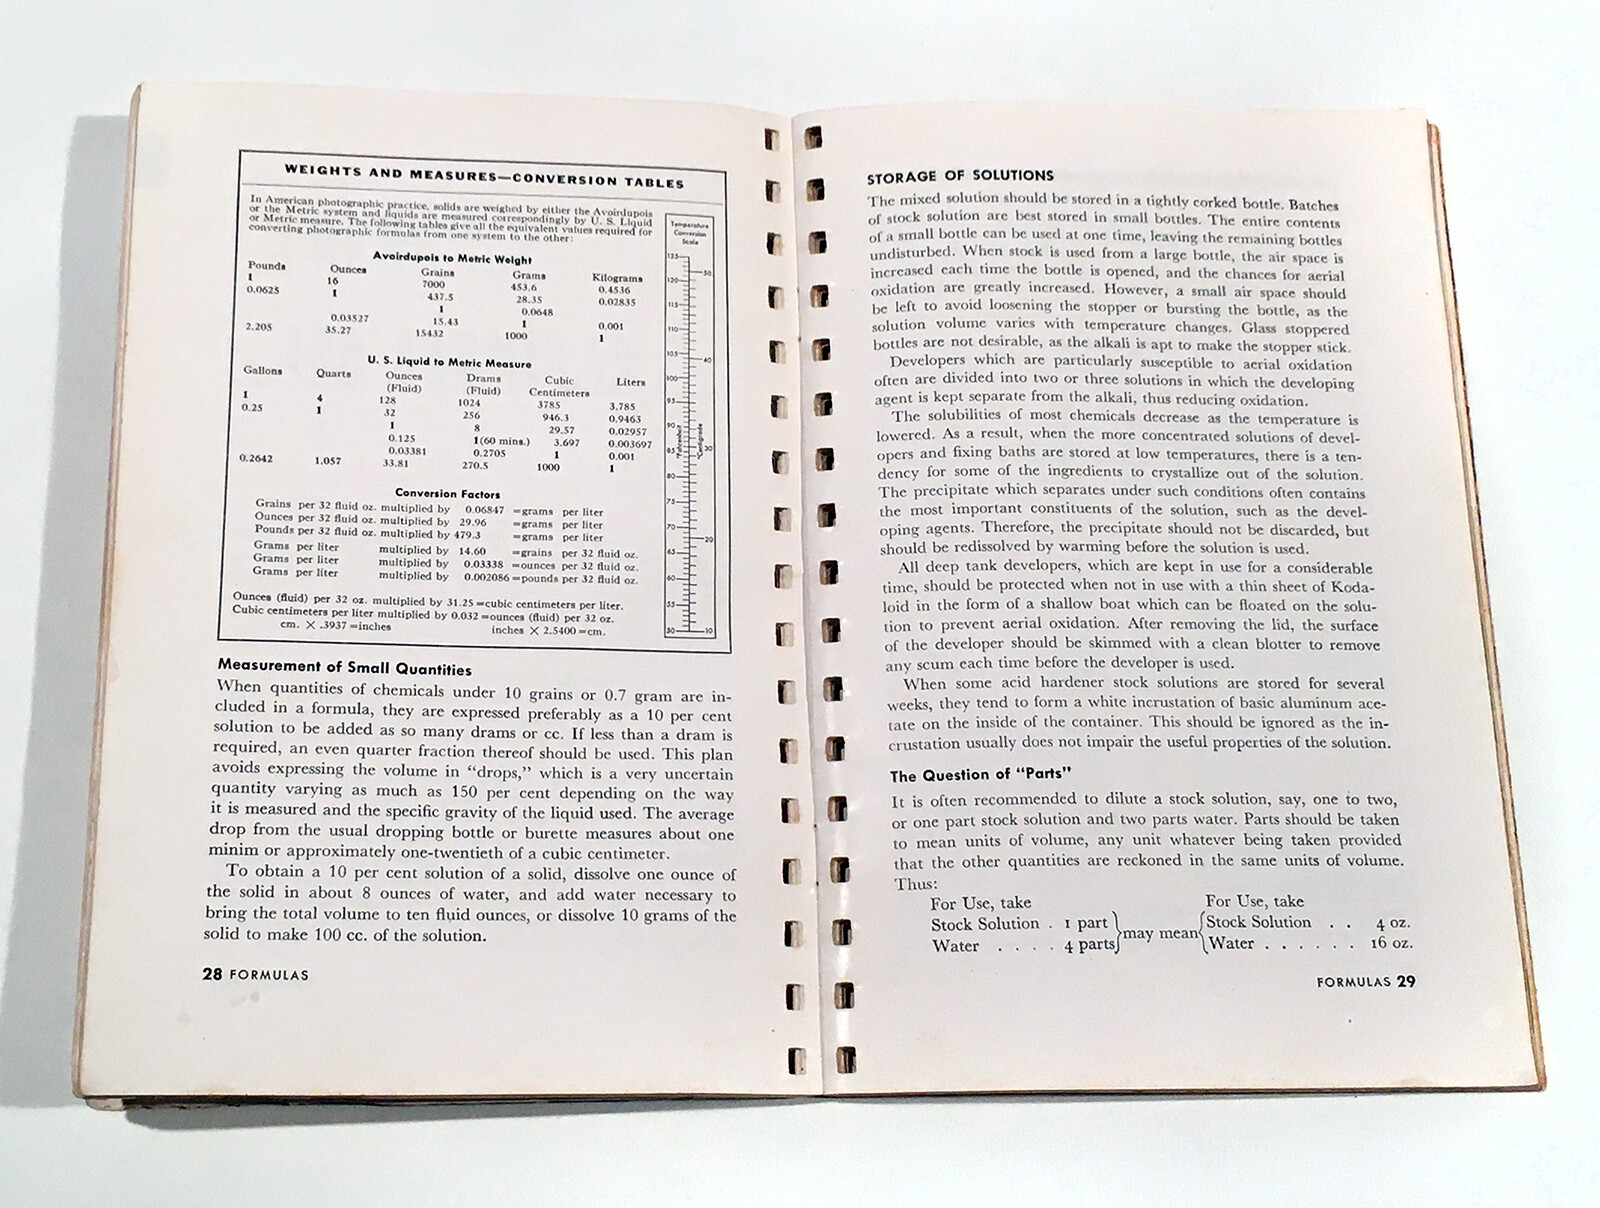 WEIGHTS AND MEASURES—CONVERSION TABLES
In American photographic practice, solids are weighed by either the Avoirdupois
or the Metric system and liquids are measured correspondingly by U. S. Liquid
or Metric measure. The following tables give all the equivalent values required for
converting photographic formulas from one system to the other:
Avoirdupois to Metric Weight
Pounds Ounces Grains Grams Kilograms
1 16 7000 453.6 0.4536
0.0625 1 437.5 28.35 0.02835
1 0.0648
0.03527 15.43 1 0.001
2.205 35.27 15432 1000 1
U. S. Liquid to Metric Measure
Gallons Quarts Ounces Drams Cubic Liters
(Fluid) (Fluid) Centimeters
1 4 128 1024 3785 3.785
0.25 1 32 256 946.3 0.9463
1 8 29.57 0.02957
0.125 1(60 mins.) 3.697 0.003697
0.03381 0.2705 1 0.001
0.2642 1.057 33.81 270.5 1000 1
Conversion Factors
Grains per 32 fluid oz. multiplied by 0.06847 =grams per liter
Ounces per 32 fluid oz. multiplied by 29.96 =grams per liter
Pounds per 32 fluid oz. multiplied by 479.3 =grams per liter
Grams per liter multiplied by 14.60 =grains per 32 fluid oz.
Grams per liter multiplied by 0.03338 =ounces per 32 fluid oz.
Grams per liter multiplied by 0.002086 =pounds per 32 fluid oz.
Ounces (fluid) per 32 oz. multiplied by 31.25 =cubic centimeters per liter.
Cubic centimeters per liter multiplied by 0.032 =ounces (fluid) per 32 oz.
cm. × .3937 =inches inches × 2.5400 =cm.
Temperature
Conversion
Scale
125
50
120
115
110
105
40
100
95
90
Fahrenheit
Centigrade
85
30
80
75
70
20
65
60
55
50
10
Measurement of Small Quantities
When quantities of chemicals under 10 grains or 0.7 gram are in-
cluded in a formula, they are expressed preferably as a 10 per cent
solution to be added as so many drams or cc. If less than a dram is
required, an even quarter fraction thereof should be used. This plan
avoids expressing the volume in “drops,” which is a very uncertain
quantity varying as much as 150 per cent depending on the way
it is measured and the specific gravity of the liquid used. The average
drop from the usual dropping bottle or burette measures about one
minim or approximately one-twentieth of a cubic centimeter.
To obtain a 10 per cent solution of a solid, dissolve one ounce of
the solid in about 8 ounces of water, and add water necessary to
bring the total volume to ten fluid ounces, or dissolve 10 grams of the
solid to make 100 cc. of the solution.
28 FORMULAS
STORAGE OF SOLUTIONS
The mixed solution should be stored in a tightly corked bottle. Batches
of stock solution are best stored in small bottles. The entire contents
of a small bottle can be used at one time, leaving the remaining bottles
undisturbed. When stock is used from a large bottle, the air space is
increased each time the bottle is opened, and the chances for aerial
oxidation are greatly increased. However, a small air space should
be left to avoid loosening the stopper or bursting the bottle, as the
solution volume varies with temperature changes. Glass stoppered
bottles are not desirable, as the alkali is apt to make the stopper stick.
Developers which are particularly susceptible to aerial oxidation
often are divided into two or three solutions in which the developing
agent is kept separate from the alkali, thus reducing oxidation.
The solubilities of most chemicals decrease as the temperature is
lowered. As a result, when the more concentrated solutions of devel-
opers and fixing baths are stored at low temperatures, there is a ten-
dency for some of the ingredients to crystallize out of the solution.
The precipitate which separates under such conditions often contains
the most important constituents of the solution, such as the devel-
oping agents. Therefore, the precipitate should not be discarded, but
should be redissolved by warming before the solution is used.
All deep tank developers, which are kept in use for a considerable
time, should be protected when not in use with a thin sheet of Koda-
loid in the form of a shallow boat which can be floated on the solu-
tion to prevent aerial oxidation. After removing the lid, the surface
of the developer should be skimmed with a clean blotter to remove
any scum each time before the developer is used.
When some acid hardener stock solutions are stored for several
weeks, they tend to form a white incrustation of basic aluminum ace-
tate on the inside of the container. This should be ignored as the in-
crustation usually does not impair the useful properties of the solution.
The Question of “Parts”
It is often recommended to dilute a stock solution, say, one to two,
or one part stock solution and two parts water. Parts should be taken
to mean units of volume, any unit whatever being taken provided
that the other quantities are reckoned in the same units of volume.
Thus:
For Use, take For Use, take
Stock Solution . 1 part } may mean { Stock Solution . . 4 oz.
Water . . . . 4 parts Water . . . . . . 16 oz.
FORMULAS 29